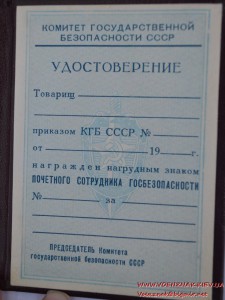 КОМИТЕТ ГОСУДАРСТВЕННОЙ
БЕЗОПАСНОСТИ СССР
УДОСТОВЕРЕНИЕ
Товарищ
приказом КГБ СССР №
от 19 г.
награжден нагрудным знаком
ПОЧЕТНОГО СОТРУДНИКА ГОСБЕЗОПАСНОСТИ
№ за
ПРЕДСЕДАТЕЛЬ Комитета
государственной безопасности СССР